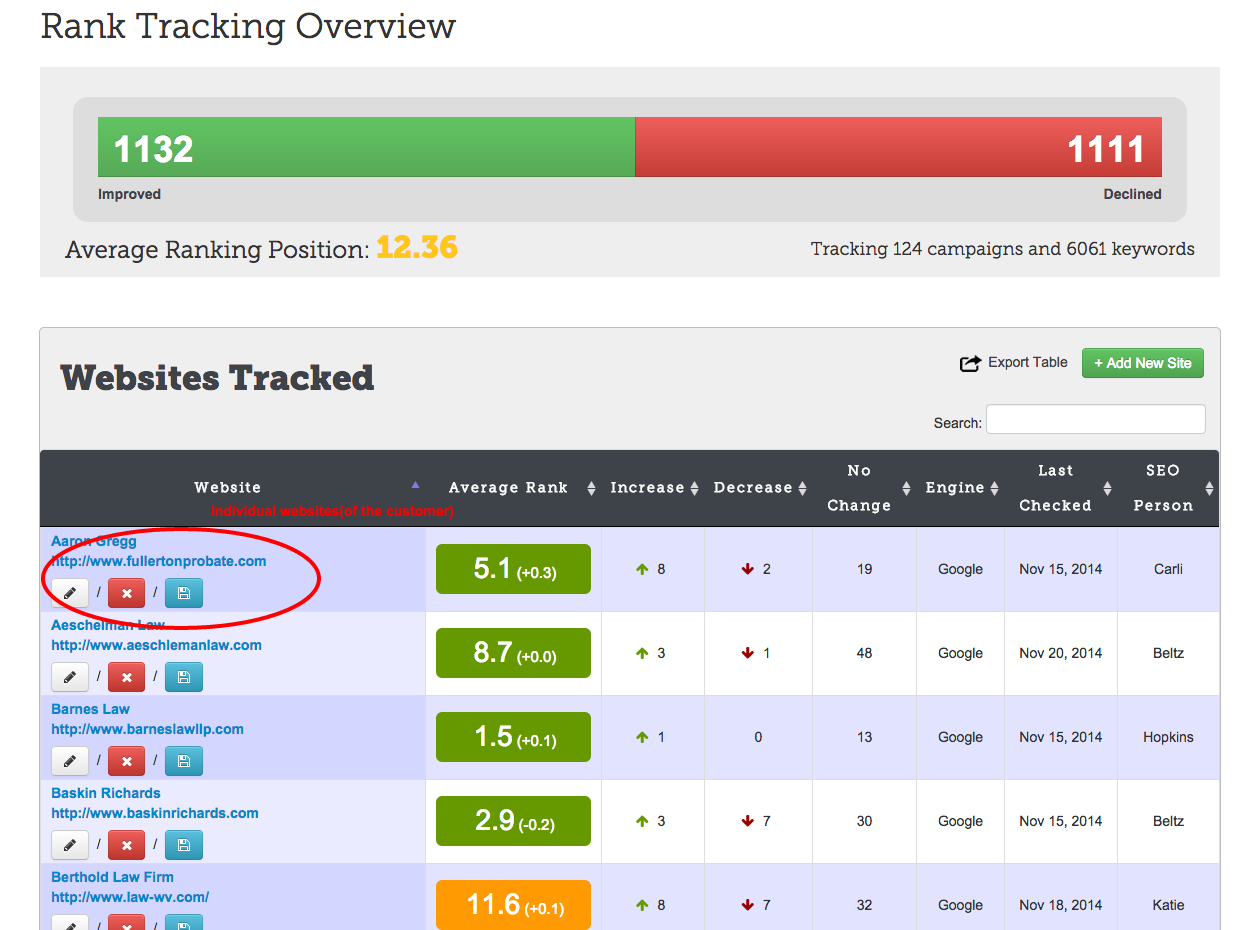 Rank Tracking Overview
1132 1111
Improved Declined
Average Ranking Position: 12.36 Tracking 124 campaigns and 6061 keywords
Websites Tracked
Export Table + Add New Site
Search:
Website Average Rank Increase Decrease No Change Engine Last Checked SEO Person
Individual websites(of the customer)
Aaron Gregg
http://www.fullertonprobate.com
/ /
5.1 (+0.3) 8 2 19 Google Nov 15, 2014 Carli
Aeschelman Law
http://www.aeschlemanlaw.com
/ /
8.7 (+0.0) 3 1 48 Google Nov 20, 2014 Beltz
Barnes Law
http://www.barneslawllp.com
/ /
1.5 (+0.1) 1 0 13 Google Nov 15, 2014 Hopkins
Baskin Richards
http://www.baskinrichards.com
/ /
2.9 (-0.2) 3 7 30 Google Nov 15, 2014 Beltz
Berthold Law Firm
http://www.law-wv.com/
/ /
11.6 (+0.1) 8 7 32 Google Nov 18, 2014 Katie